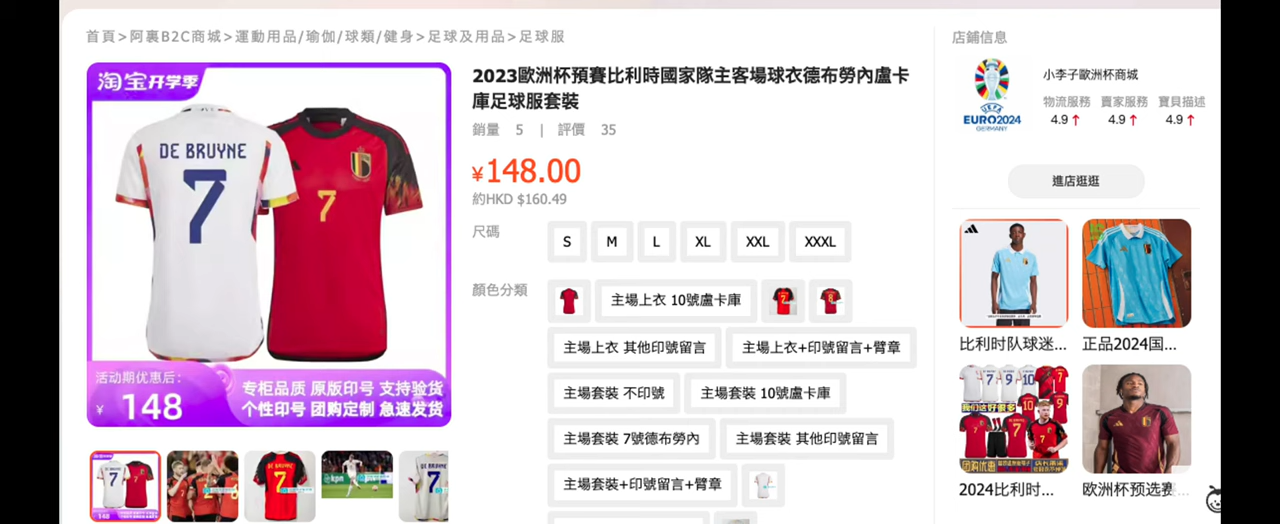 首頁>阿裏B2C商城>運動用品/瑜伽/球類/健身>足球及用品>足球服
淘宝开学季
DE BRUYNE
7
7
活动期优惠后：
¥ 148
专柜品质 原版印号 支持验货
个性印号 团购定制 急速发货
2023歐洲杯預賽比利時國家隊主客場球衣德布勞內盧卡
庫足球服套裝
銷量 5 | 評價 35
¥148.00
約HKD $160.49
尺碼
S M L XL XXL XXXL
顏色分類
主場上衣 10號盧卡庫
主場上衣 其他印號留言
主場上衣+印號留言+臂章
主場套裝 不印號
主場套裝 10號盧卡庫
主場套裝 7號德布勞內
主場套裝 其他印號留言
主場套裝+印號留言+臂章
店鋪信息
UEFA
EURO2024
GERMANY
小李子歐洲杯商城
物流服務 賣家服務 寶貝描述
4.9 4.9 4.9
進店逛逛
比利时队球迷...
正品2024国...
2024比利时...
欧洲杯预选赛...